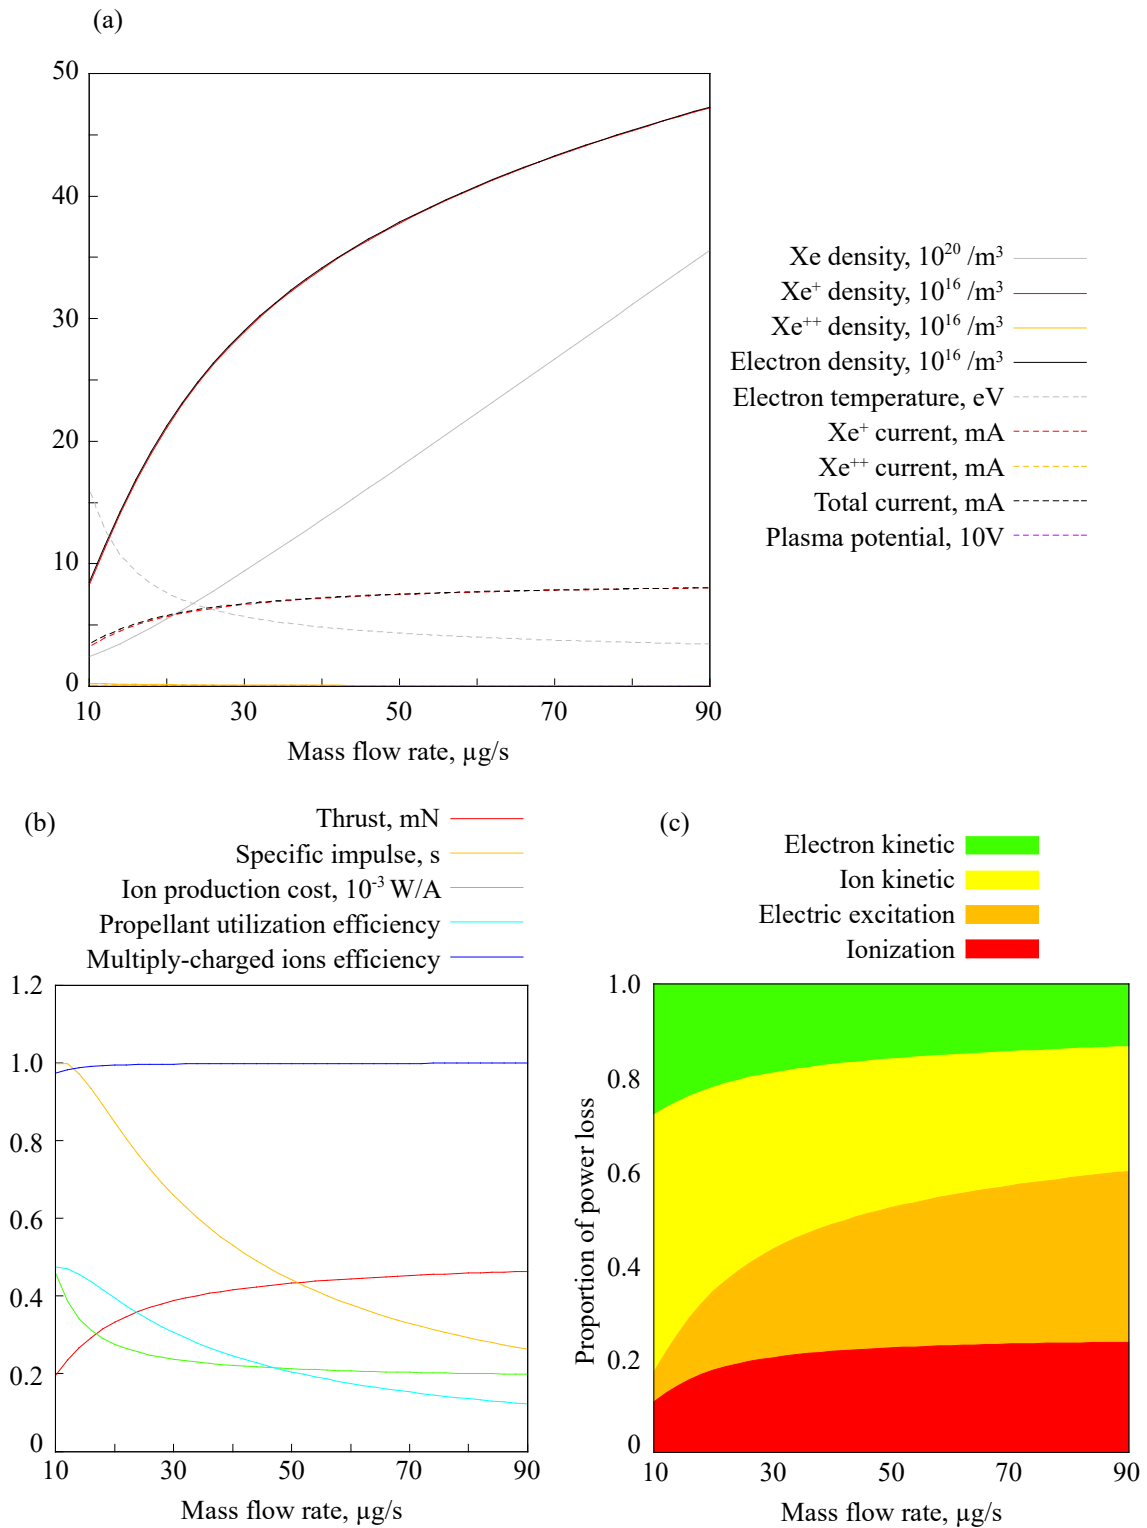 (a)
50
40
30
20
10
0
10 30 50 70 90
Mass flow rate, µg/s
Xe density, 10²⁰ /m³
Xe⁺ density, 10¹⁶ /m³
Xe⁺⁺ density, 10¹⁶ /m³
Electron density, 10¹⁶ /m³
Electron temperature, eV
Xe⁺ current, mA
Xe⁺⁺ current, mA
Total current, mA
Plasma potential, 10V
(b)
Thrust, mN
Specific impulse, s
Ion production cost, 10⁻³ W/A
Propellant utilization efficiency
Multiply-charged ions efficiency
1.2
1.0
0.8
0.6
0.4
0.2
0
10 30 50 70 90
Mass flow rate, µg/s
(c)
Electron kinetic
Ion kinetic
Electric excitation
Ionization
Proportion of power loss
1.0
0.8
0.6
0.4
0.2
0
10 30 50 70 90
Mass flow rate, µg/s